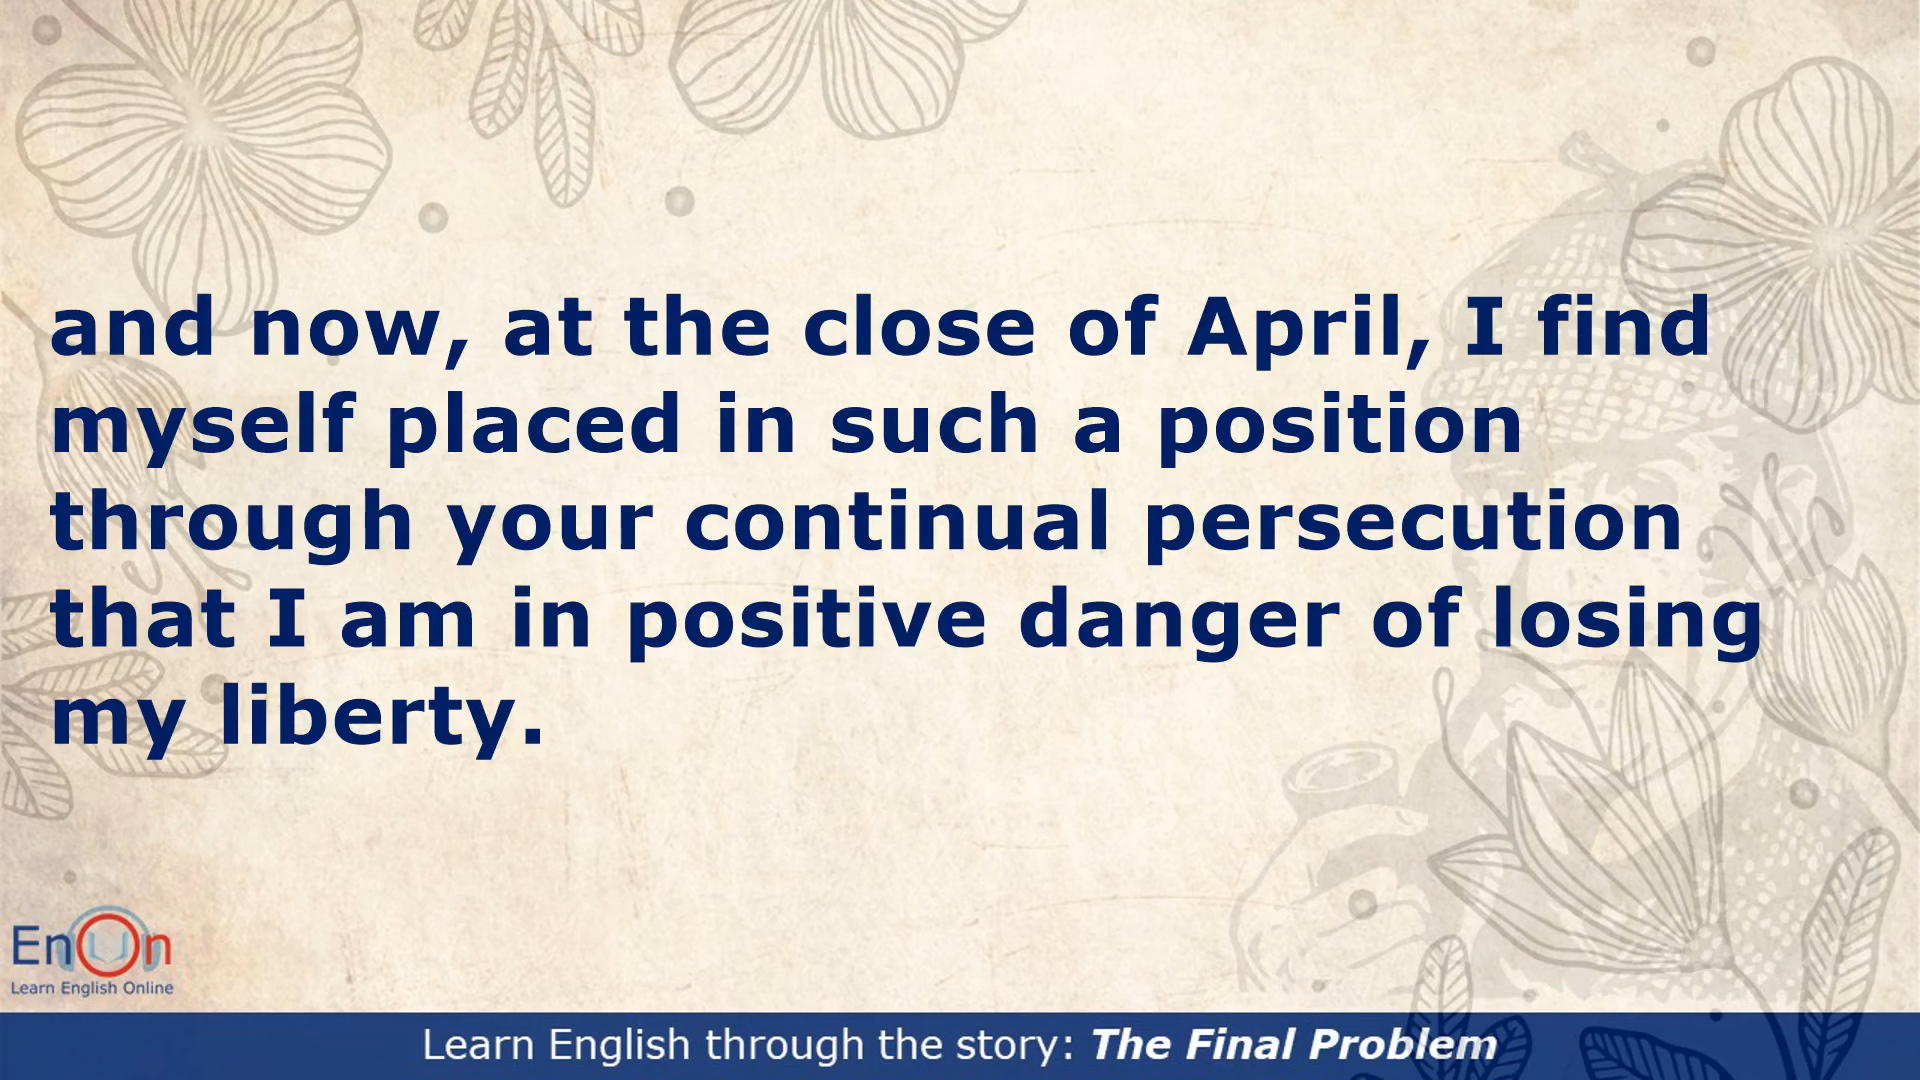 and now, at the close of April, I find
myself placed in such a position
through your continual persecution
that I am in positive danger of losing
my liberty.
EnOn
Learn English Online
Learn English through the story: The Final Problem